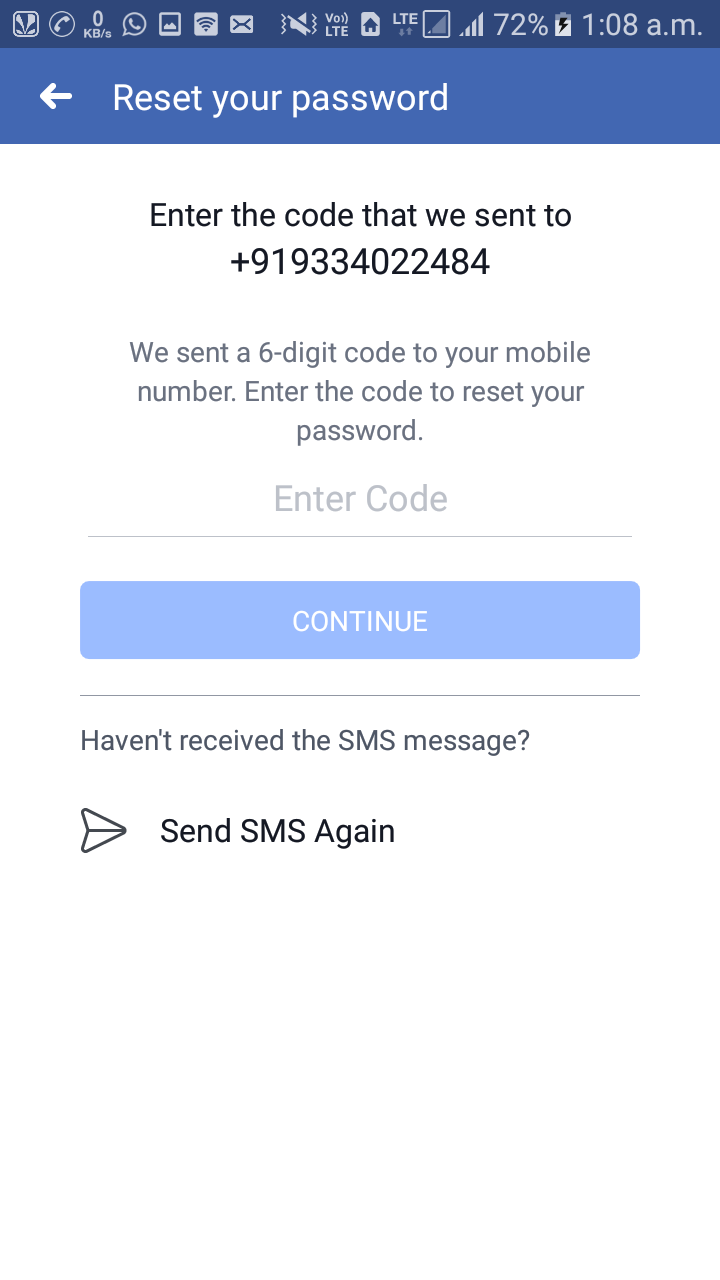 0 KB/s Vo)) LTE LTE 72% 1:08 a.m.
Reset your password
Enter the code that we sent to
+919334022484
We sent a 6-digit code to your mobile
number. Enter the code to reset your
password.
Enter Code
CONTINUE
Haven't received the SMS message?
Send SMS Again